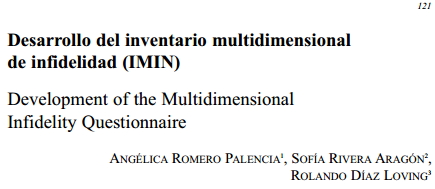 121
Desarrollo del inventario multidimensional
de infidelidad (IMIN)
Development of the Multidimensional
Infidelity Questionnaire
ANGÉLICA ROMERO PALENCIA¹, SOFÍA RIVERA ARAGÓN²,
ROLANDO DÍAZ LOVING³